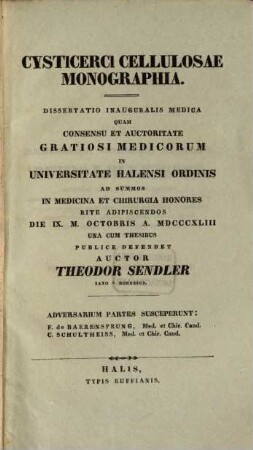 CYSTICERCI CELLULOSAE
MONOGRAPHIA.
DISSERTATIO INAUGURALIS MEDICA
QUAM
CONSENSU ET AUCTORITATE
GRATIOSI MEDICORUM
IN
UNIVERSITATE HALENSI ORDINIS
AD SUMMOS
IN MEDICINA ET CHIRURGIA HONORES
RITE ADIPISCENDOS
DIE IX. M. OCTOBRIS A. MDCCCXLIII
UNA CUM THESIBUS
PUBLICE DEFENDET
AUCTOR
THEODOR SENDLER
ADVERSARIUM PARTES SUSCEPERUNT:
F. de BAERENSPRUNG, Med. et Chir. Cand.
C. SCHULTHEISS, Med. et Chir. Cand.
HALIS,
TYPIS RUFFIANIS.